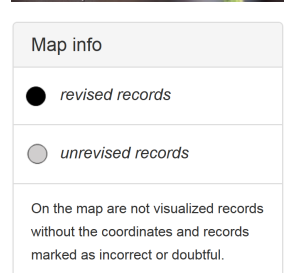 Map info
revised records
unrevised records
On the map are not visualized records
without the coordinates and records
marked as incorrect or doubtful.